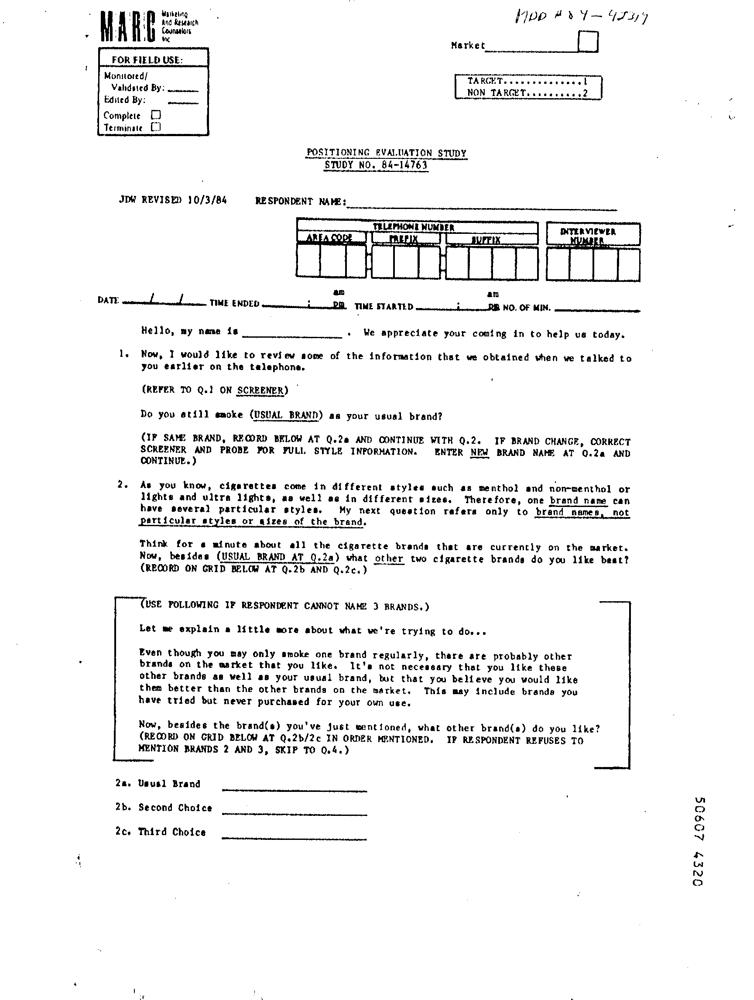 MARC Marketing
And Research
Counselors
Inc
MDD # 84-45317
Market
FOR FIELD USE:
Monitored/
Validated By: ______
Edited By: ______
Complete □
Terminate □
TARGET..............1
NON TARGET..........2
POSITIONING EVALUATION STUDY
STUDY NO. 84-14763
JDW REVISED 10/3/84 RESPONDENT NAME:______
TELEPHONE NUMBER
AREA CODE PREFIX SUFFIX
INTERVIEWER
NUMBER
DATE ___/___/___ TIME ENDED ______:______ am pm TIME STARTED ______:______ am pm NO. OF MIN. ______
Hello, my name is ______. We appreciate your coming in to help us today.
1. Now, I would like to review some of the information that we obtained when we talked to
you earlier on the telephone.
(REFER TO Q.1 ON SCREENER)
Do you still smoke (USUAL BRAND) as your usual brand?
(IF SAME BRAND, RECORD BELOW AT Q.2a AND CONTINUE WITH Q.2. IF BRAND CHANGE, CORRECT
SCREENER AND PROBE FOR FULL STYLE INFORMATION. ENTER NEW BRAND NAME AT Q.2a AND
CONTINUE.)
2. As you know, cigarettes come in different styles such as menthol and non-menthol or
lights and ultra lights, as well as in different sizes. Therefore, one brand name can
have several particular styles. My next question refers only to brand names, not
particular styles or sizes of the brand.
Think for a minute about all the cigarette brands that are currently on the market.
Now, besides (USUAL BRAND AT Q.2a) what other two cigarette brands do you like best?
(RECORD ON GRID BELOW AT Q.2b AND Q.2c.)
(USE FOLLOWING IF RESPONDENT CANNOT NAME 3 BRANDS.)
Let me explain a little more about what we're trying to do...
Even though you may only smoke one brand regularly, there are probably other
brands on the market that you like. It's not necessary that you like these
other brands as well as your usual brand, but that you believe you would like
them better than the other brands on the market. This may include brands you
have tried but never purchased for your own use.
Now, besides the brand(s) you've just mentioned, what other brand(s) do you like?
(RECORD ON GRID BELOW AT Q.2b/2c IN ORDER MENTIONED. IF RESPONDENT REFUSES TO
MENTION BRANDS 2 AND 3, SKIP TO Q.4.)
2a. Usual Brand ______
2b. Second Choice ______
2c. Third Choice ______
50607 4320